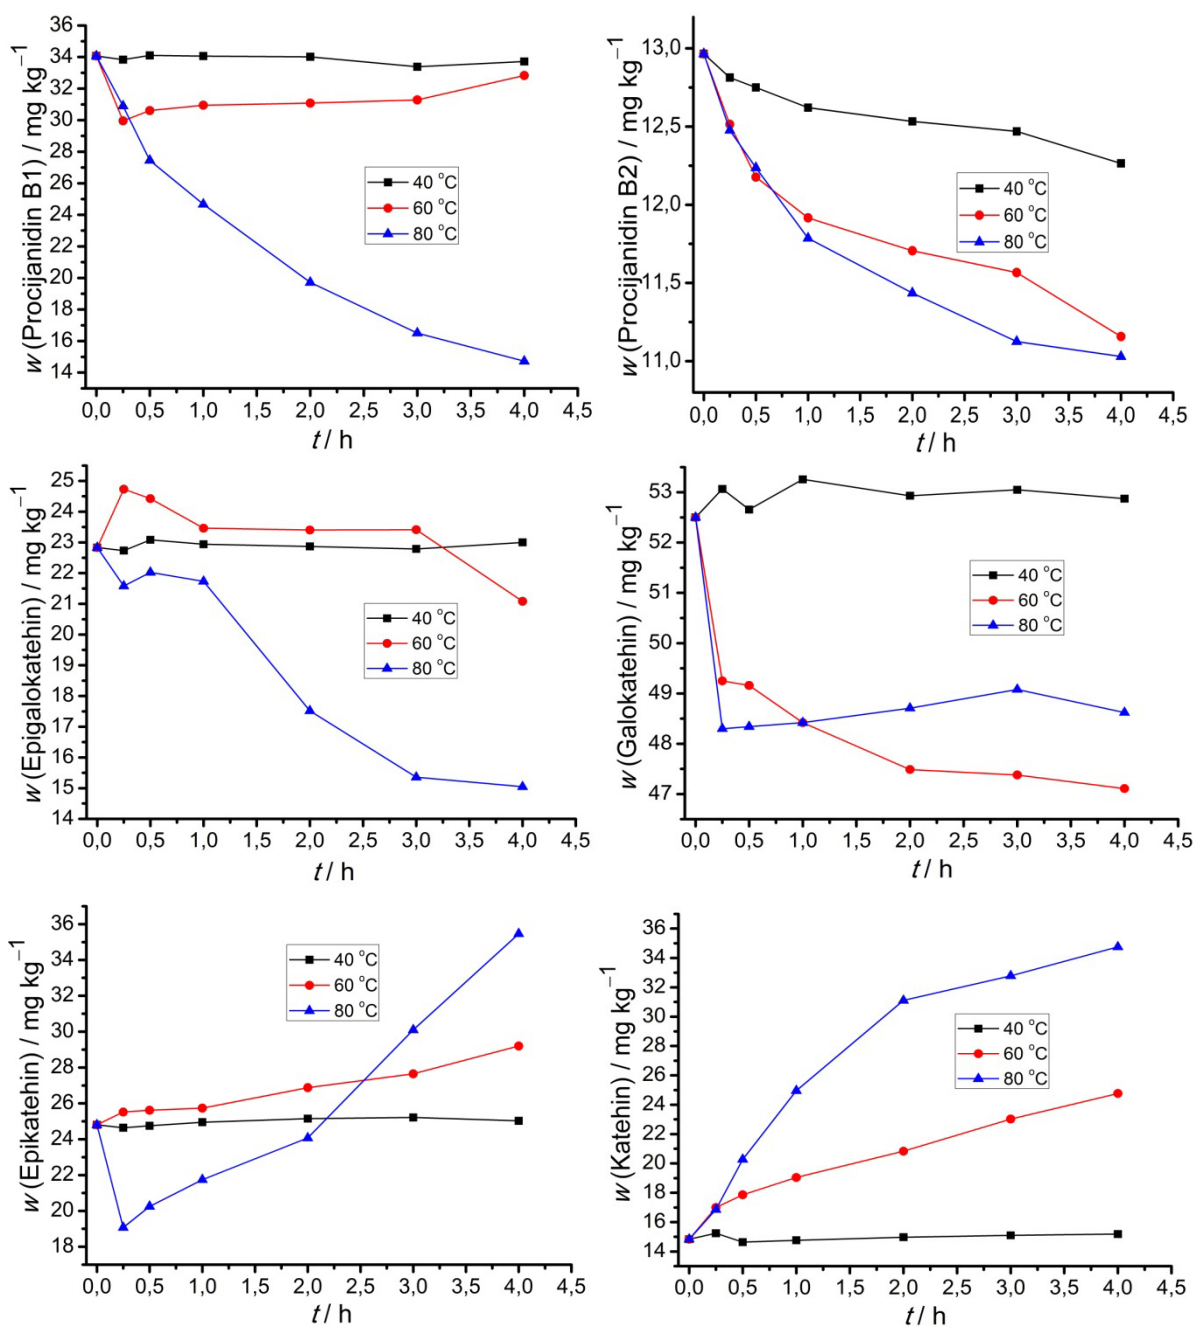 w (Procijanidin B1) / mg kg⁻¹
36
34
32
30
28
26
24
22
20
18
16
14
40 °C
60 °C
80 °C
0,0 0,5 1,0 1,5 2,0 2,5 3,0 3,5 4,0 4,5
t / h
w (Procijanidin B2) / mg kg⁻¹
13,0
12,5
12,0
11,5
11,0
40 °C
60 °C
80 °C
0,0 0,5 1,0 1,5 2,0 2,5 3,0 3,5 4,0 4,5
t / h
w (Epigalokatehin) / mg kg⁻¹
25
24
23
22
21
20
19
18
17
16
15
14
40 °C
60 °C
80 °C
0,0 0,5 1,0 1,5 2,0 2,5 3,0 3,5 4,0 4,5
t / h
w (Galokatehin) / mg kg⁻¹
53
52
51
50
49
48
47
40 °C
60 °C
80 °C
0,0 0,5 1,0 1,5 2,0 2,5 3,0 3,5 4,0 4,5
t / h
w (Epikatehin) / mg kg⁻¹
36
34
32
30
28
26
24
22
20
18
40 °C
60 °C
80 °C
0,0 0,5 1,0 1,5 2,0 2,5 3,0 3,5 4,0 4,5
t / h
w (Katehin) / mg kg⁻¹
36
34
32
30
28
26
24
22
20
18
16
14
40 °C
60 °C
80 °C
0,0 0,5 1,0 1,5 2,0 2,5 3,0 3,5 4,0 4,5
t / h